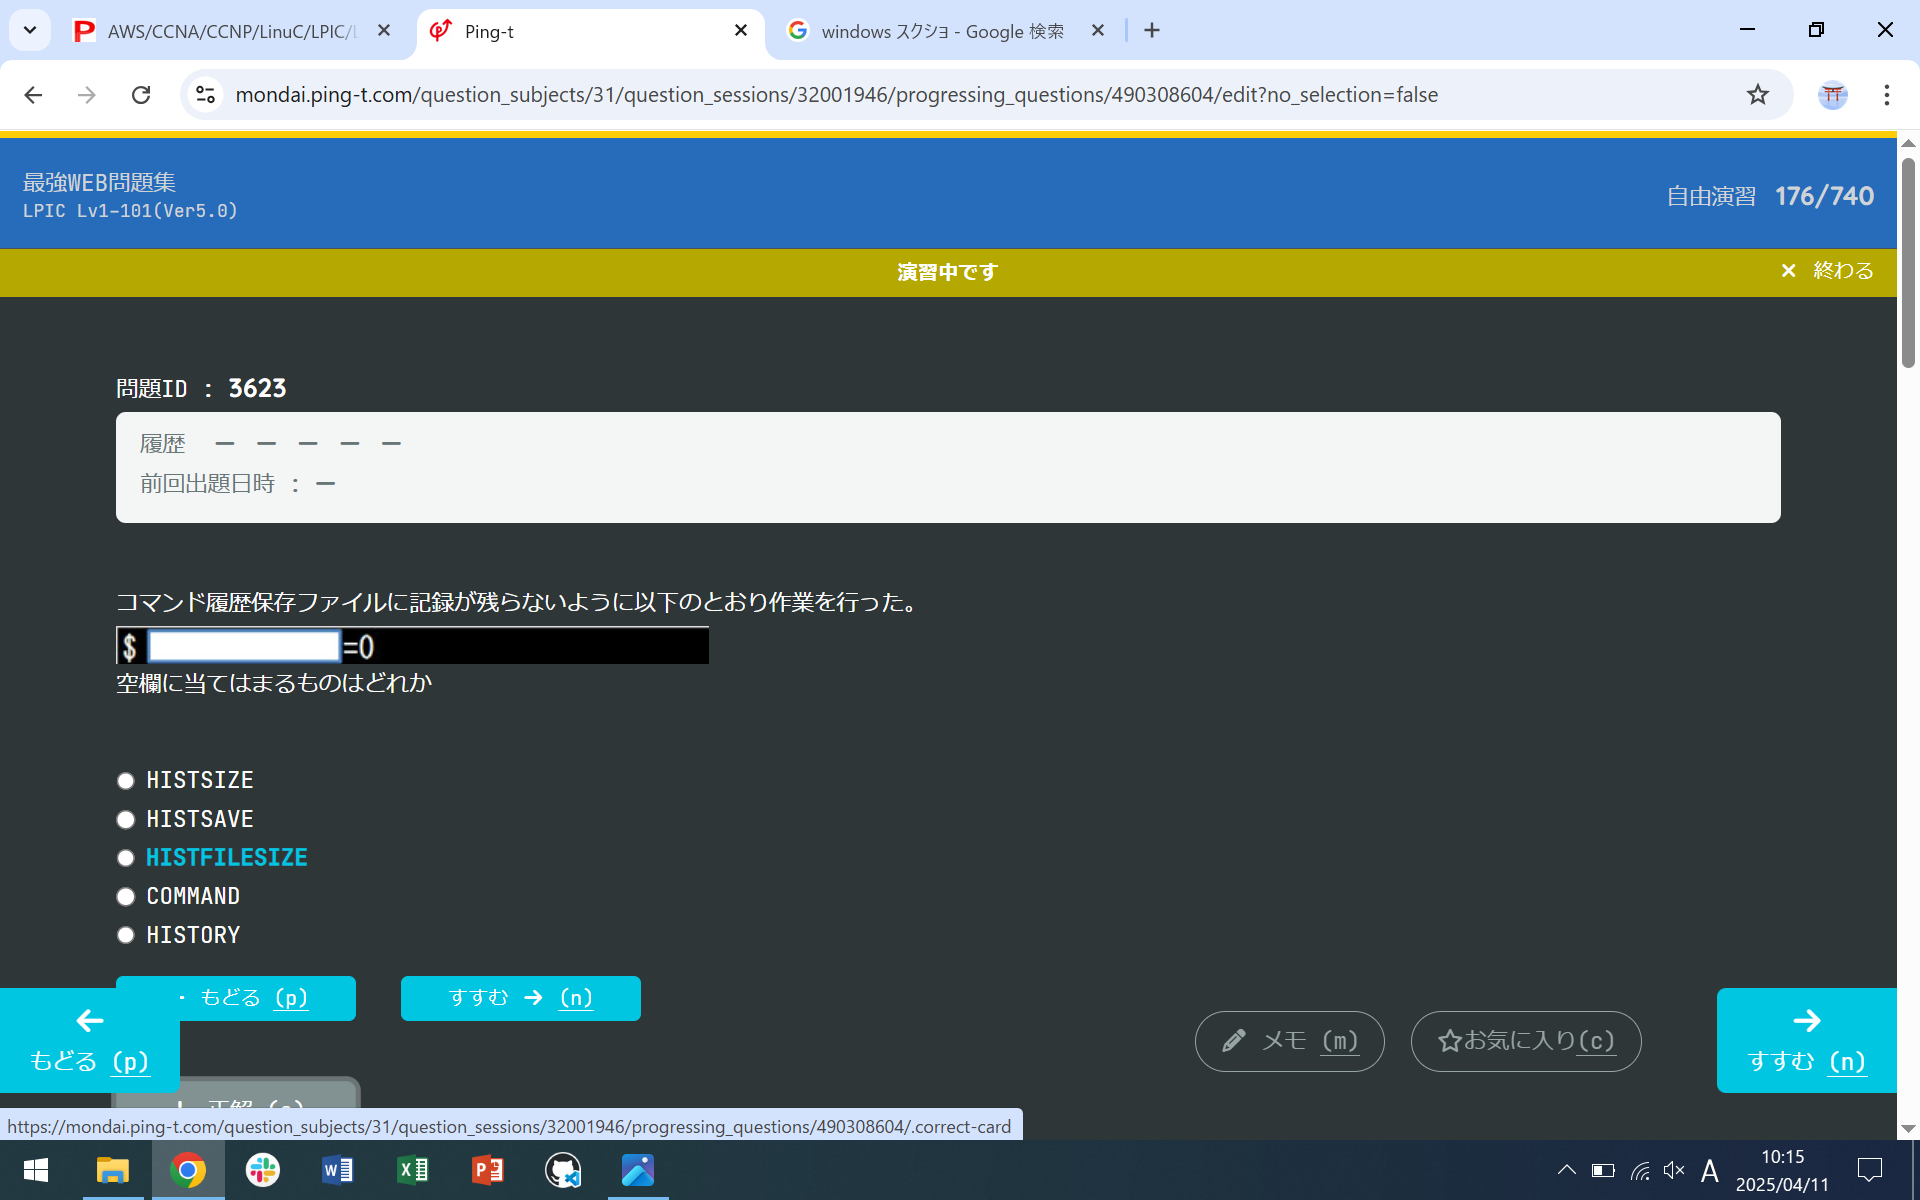 AWS/CCNA/CCNP/LinuC/LPIC/
Ping-t
windows スクショ - Google 検索
mondai.ping-t.com/question_subjects/31/question_sessions/32001946/progressing_questions/490308604/edit?no_selection=false
最強WEB問題集
LPIC Lv1-101(Ver5.0)
自由演習 176/740
演習中です
× 終わる
問題ID : 3623
履歴 ー ー ー ー ー
前回出題日時 : ー
コマンド履歴保存ファイルに記録が残らないように以下のとおり作業を行った。
$ =0
空欄に当てはまるものはどれか
HISTSIZE
HISTSAVE
HISTFILESIZE
COMMAND
HISTORY
もどる (p)
すすむ → (n)
← もどる (p)
メモ (m)
☆お気に入り(c)
→ すすむ (n)
https://mondai.ping-t.com/question_subjects/31/question_sessions/32001946/progressing_questions/490308604/.correct-card
A
10:15
2025/04/11